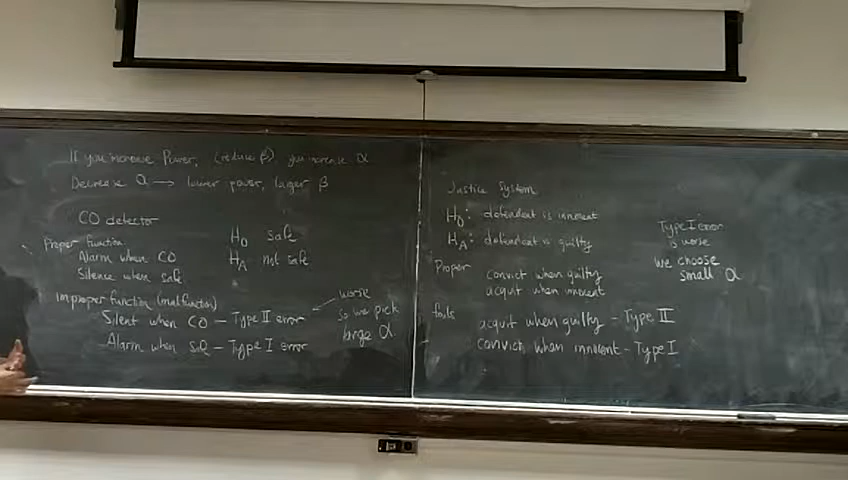 If you increase Power, (reduce β) you increase α
Decrease α → lower power, larger β
CO detector
H0 safe
HA not safe
Proper Function
Alarm when CO
Silence when safe
Improper function (malfunction)
Silent when CO - Type II error
Alarm when safe - Type I error
worse
so we pick
large α
Justice System
H0: defendent is innocent
HA: defendent is guilty
Proper
convict when guilty
acquit when innocent
fails
acquit when guilty - Type II
convict when innocent - Type I
Type I error
is worse
we choose
small α